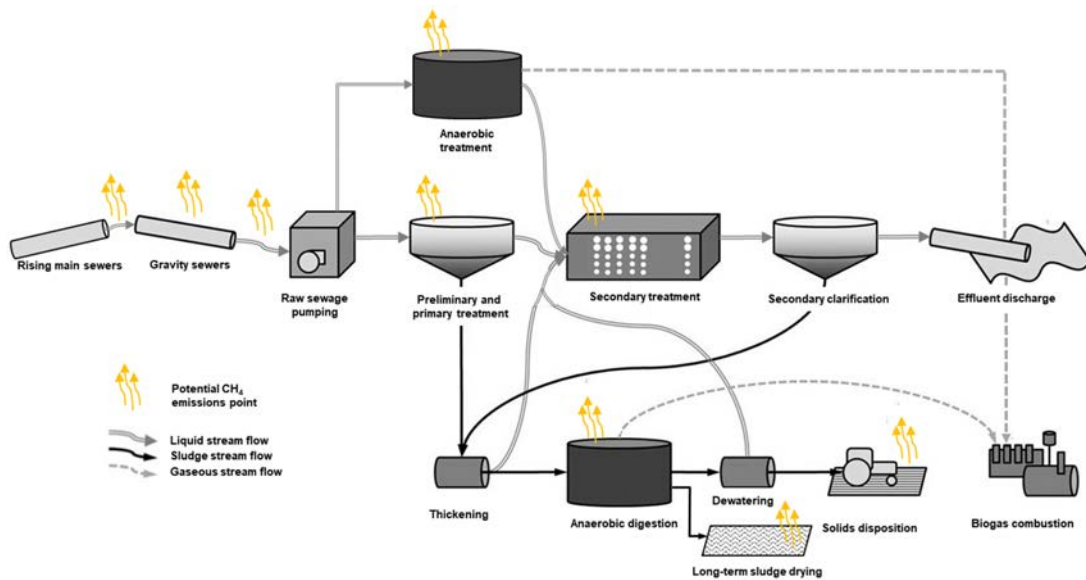 Anaerobic
treatment
Rising main sewers
Gravity sewers
Raw sewage
pumping
Preliminary and
primary treatment
Secondary treatment
Secondary clarification
Effluent discharge
Potential CH₄
emissions point
Liquid stream flow
Sludge stream flow
Gaseous stream flow
Thickening
Anaerobic digestion
Dewatering
Solids disposition
Biogas combustion
Long-term sludge drying